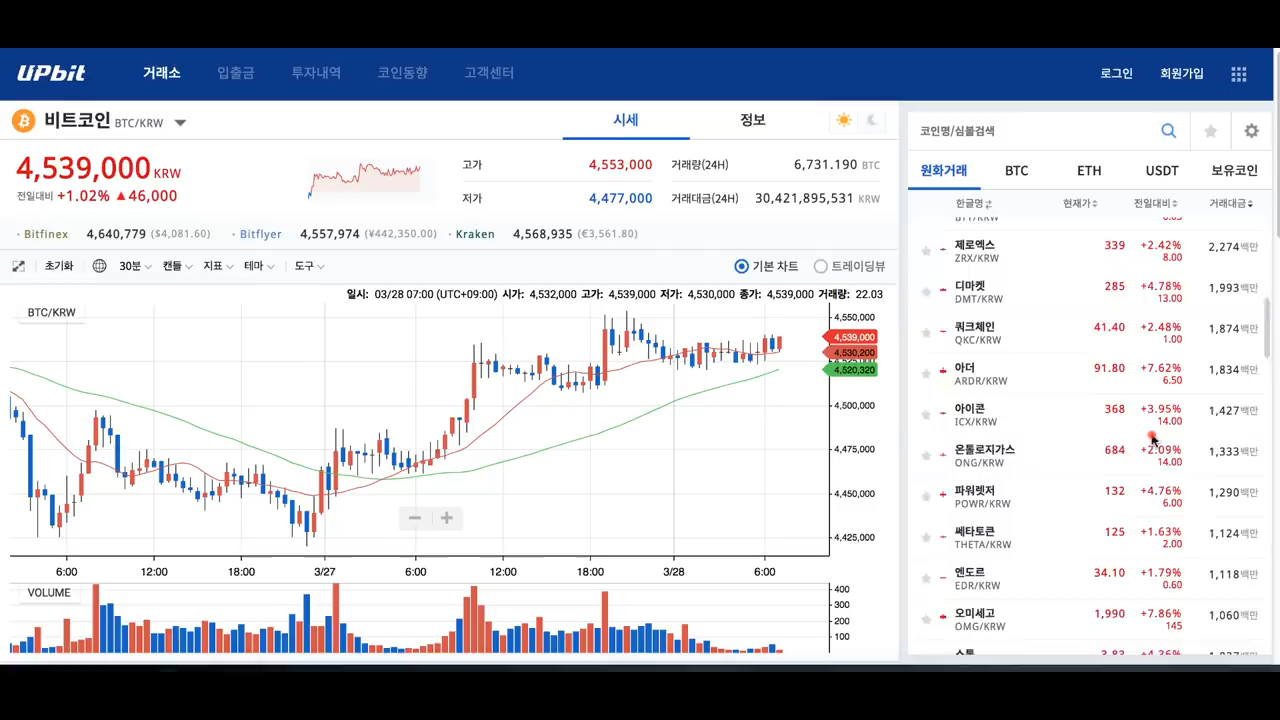 UPbit 거래소 입출금 투자내역 코인동향 고객센터 로그인 회원가입
비트코인 BTC/KRW 시세 정보
4,539,000 KRW
전일대비 +1.02% ▲46,000
고가 4,553,000 거래량(24H) 6,731.190 BTC
저가 4,477,000 거래대금(24H) 30,421,895,531 KRW
Bitfinex 4,640,779 ($4,081.60) Bitflyer 4,557,974 (¥442,350.00) Kraken 4,568,935 (€3,561.80)
초기화 30분 캔들 지표 테마 도구 기본 차트 트레이딩뷰
일시: 03/28 07:00 (UTC+09:00) 시가: 4,532,000 고가: 4,539,000 저가: 4,530,000 종가: 4,539,000 거래량: 22.03
BTC/KRW
4,550,000
4,539,000
4,530,200
4,520,320
4,500,000
4,475,000
4,450,000
4,425,000
6:00 12:00 18:00 3/27 6:00 12:00 18:00 3/28 6:00
VOLUME
400
300
200
100
코인명/심볼검색
원화거래 BTC ETH USDT 보유코인
한글명 현재가 전일대비 거래대금
제로엑스 339 +2.42% 2,274백만
ZRX/KRW 8.00
디마켓 285 +4.78% 1,993백만
DMT/KRW 13.00
쿼크체인 41.40 +2.48% 1,874백만
QKC/KRW 1.00
아더 91.80 +7.62% 1,834백만
ARDR/KRW 6.50
아이콘 368 +3.95% 1,427백만
ICX/KRW 14.00
온톨로지가스 684 +2.09% 1,333백만
ONG/KRW 14.00
파워렛저 132 +4.76% 1,290백만
POWR/KRW 6.00
쎄타토큰 125 +1.63% 1,124백만
THETA/KRW 2.00
엔도르 34.10 +1.79% 1,118백만
EDR/KRW 0.60
오미세고 1,990 +7.86% 1,060백만
OMG/KRW 145